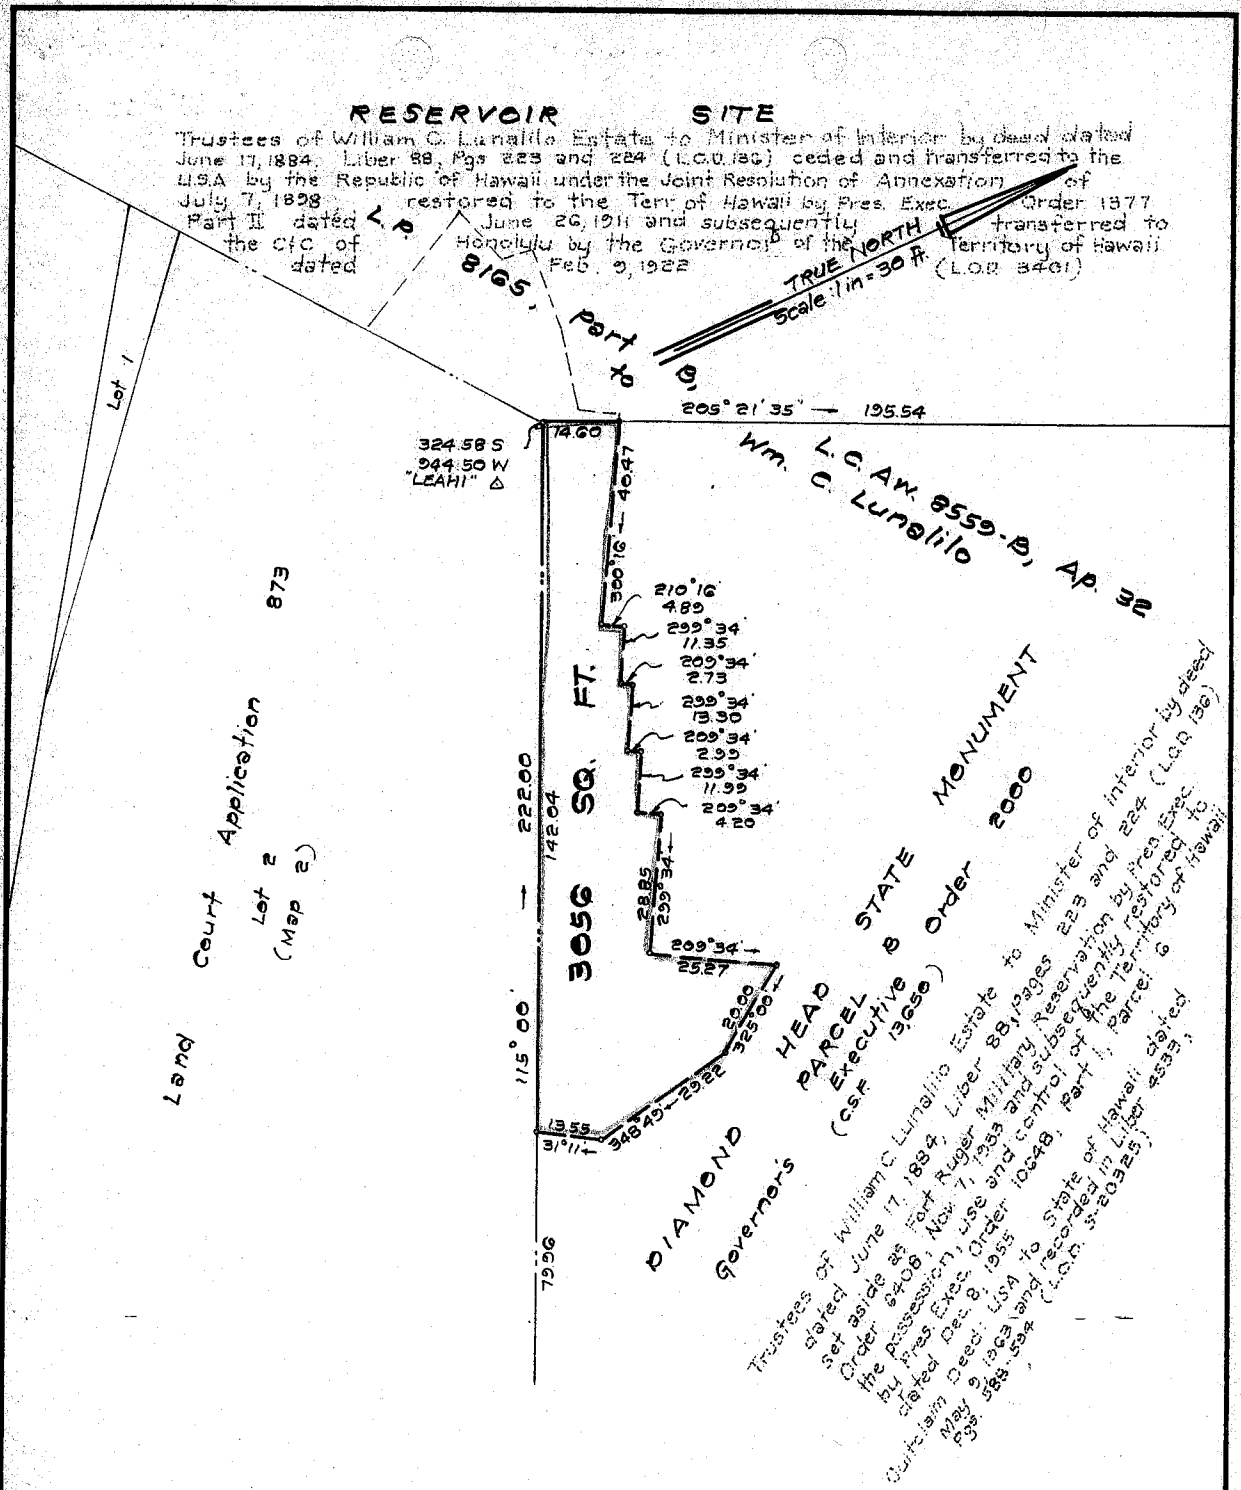 RESERVOIR SITE
Trustees of William C. Lunalilo Estate to Minister of Interior by deed dated
June 17, 1884, Liber 88, Pgs 223 and 224 (L.O.D. 136) ceded and transferred to the
U.S.A by the Republic of Hawaii under the Joint Resolution of Annexation of
July 7, 1898 restored to the Terr of Hawaii by Pres. Exec. Order 1977
Part II dated June 26, 1911 and subsequently transferred to
the C&C of Honolulu by the Governor of the Territory of Hawaii
dated Feb. 9, 1922 (L.O.D. 3401)
L. P. 8165, Part to B,
TRUE NORTH
Scale: 1 in = 30 ft.
Lot 1
205° 21' 35" → 195.54
14.60
324.58 S
944.50 W
"LEAHI" △
L. C. Aw. 8559-B, Ap. 32
Wm. C. Lunalilo
300°16' ← 40.47
210°16'
4.89
299°34'
11.35
209°34'
2.73
299°34'
13.30
209°34'
2.99
299°34'
11.99
209°34'
4.20
28.85
299°34'
209°34' →
25.27
20.00
325°00'
29.22
348°49'
13.55
31°11'
115° 00' → 222.00
142.04
79.96
3056 SQ. FT.
Land Court Application 873
Lot 2
(Map 2)
DIAMOND HEAD STATE MONUMENT
PARCEL B
Governor's Executive Order 2000
(C.S.F. 13,650)
Trustees of William C. Lunalilo Estate to Minister of Interior by deed
dated June 17, 1884, Liber 88, Pages 223 and 224 (L.O.D. 136)
set aside as Fort Ruger Military Reservation by Pres. Exec.
Order 6408, Nov. 7, 1933 and subsequently restored to
the possession, use and control of the Territory of Hawaii
by Pres. Exec. Order 10648, Part 1, Parcel 6
dated Dec. 8, 1955
Quitclaim Deed: USA to State of Hawaii dated
May 9, 1963 and recorded in Liber 4533,
Pgs. 588-594 (L.O.D. S-20325)